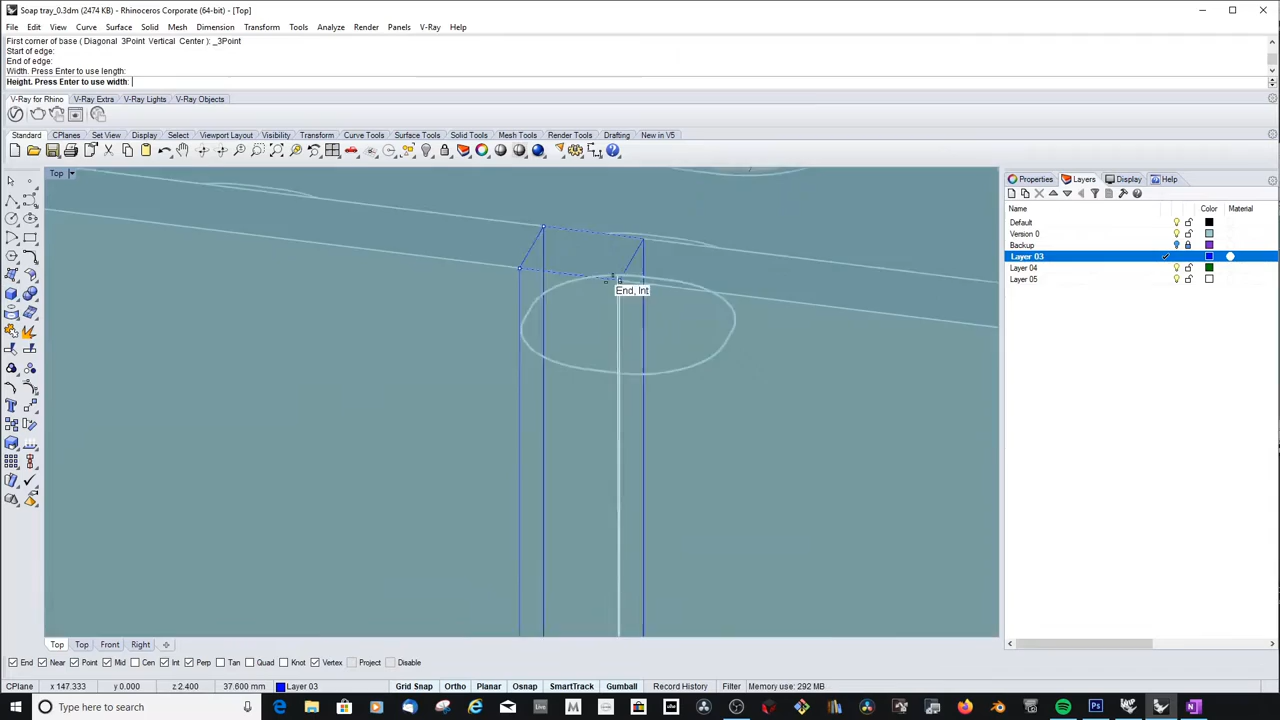 Soap tray_0.3dm (2474 KB) - Rhinoceros Corporate (64-bit) - [Top]
File Edit View Curve Surface Solid Mesh Dimension Transform Tools Analyze Render Panels V-Ray Help
First corner of base ( Diagonal 3Point Vertical Center ): _3Point
Start of edge:
End of edge:
Width. Press Enter to use length:
Height. Press Enter to use width:
V-Ray for Rhino V-Ray Extra V-Ray Lights V-Ray Objects
Standard CPlanes Set View Display Select Viewport Layout Visibility Transform Curve Tools Surface Tools Solid Tools Mesh Tools Render Tools Drafting New in V5
Top
Properties Layers Display Help
Name Color Material
Default
Version 0
Backup
Layer 03
Layer 04
Layer 05
End, Int
Top Top Front Right
End Near Point Mid Cen Int Perp Tan Quad Knot Vertex Project Disable
CPlane x 147.333 y 0.000 z 2.400 37.600 mm Layer 03 Grid Snap Ortho Planar Osnap SmartTrack Gumball Record History Filter Memory use: 292 MB
Type here to search